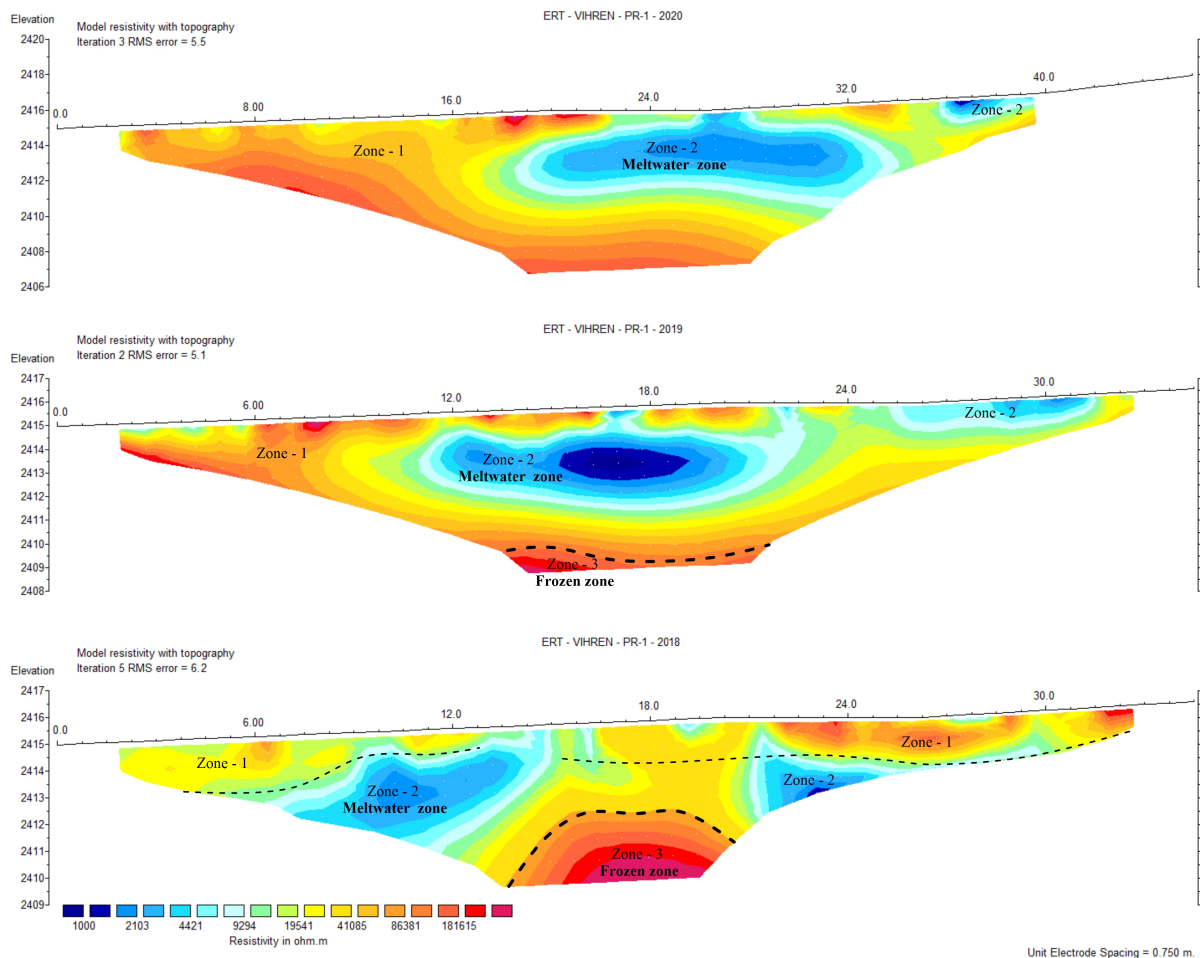 ERT - VIHREN - PR-1 - 2020
Elevation
Model resistivity with topography
Iteration 3 RMS error = 5.5
2420
2418
2416
2414
2412
2410
2408
2406
0.0
8.00
16.0
24.0
32.0
40.0
Zone - 1
Zone - 2
Meltwater zone
Zone - 2
ERT - VIHREN - PR-1 - 2019
Elevation
Model resistivity with topography
Iteration 2 RMS error = 5.1
2417
2416
2415
2414
2413
2412
2411
2410
2409
2408
0.0
6.00
12.0
18.0
24.0
30.0
Zone - 1
Zone - 2
Meltwater zone
Zone - 2
Zone - 3
Frozen zone
ERT - VIHREN - PR-1 - 2018
Elevation
Model resistivity with topography
Iteration 5 RMS error = 6.2
2417
2416
2415
2414
2413
2412
2411
2410
2409
0.0
6.00
12.0
18.0
24.0
30.0
Zone - 1
Zone - 2
Meltwater zone
Zone - 1
Zone - 2
Zone - 3
Frozen zone
1000 2103 4421 9294 19541 41085 86381 181615
Resistivity in ohm.m
Unit Electrode Spacing = 0.750 m.